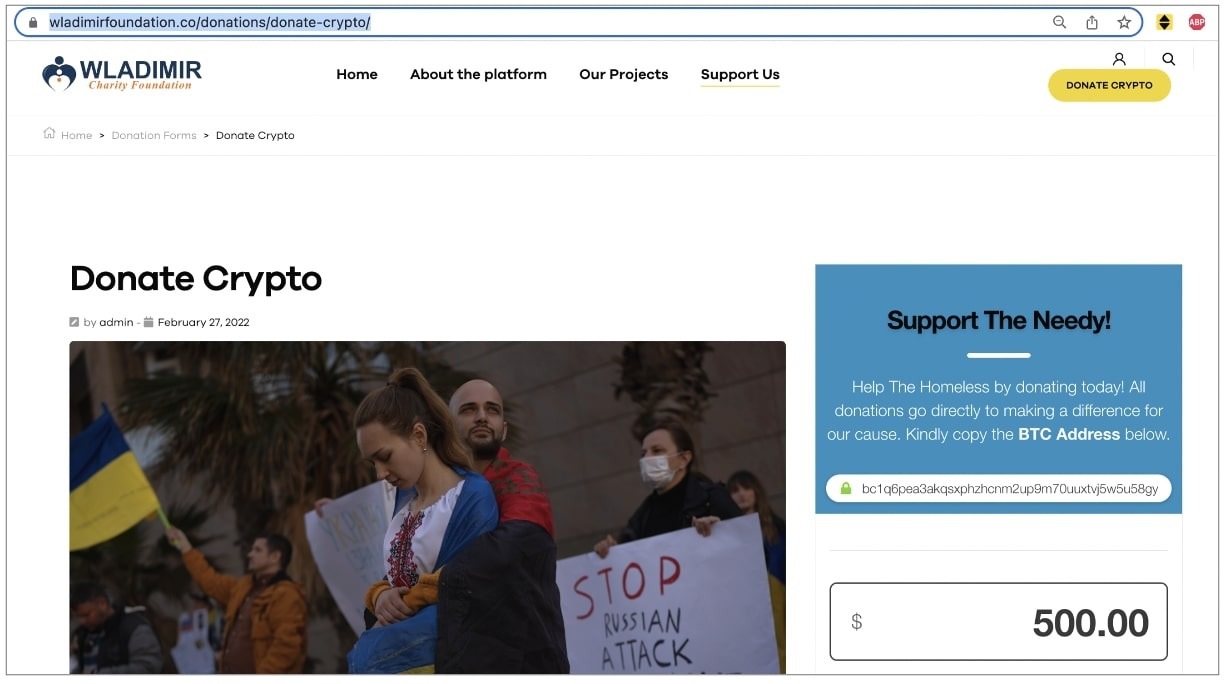 wladimirfoundation.co/donations/donate-crypto/
ABP
WLADIMIR
Charity Foundation
Home
About the platform
Our Projects
Support Us
DONATE CRYPTO
Home > Donation Forms > Donate Crypto
Donate Crypto
by admin - February 27, 2022
STOP
RUSSIAN
ATTACK
Support The Needy!
Help The Homeless by donating today! All
donations go directly to making a difference for
our cause. Kindly copy the BTC Address below.
bc1q6pea3akqsxphzhcnm2up9m70uuxtvj5w5u58gy
$ 500.00